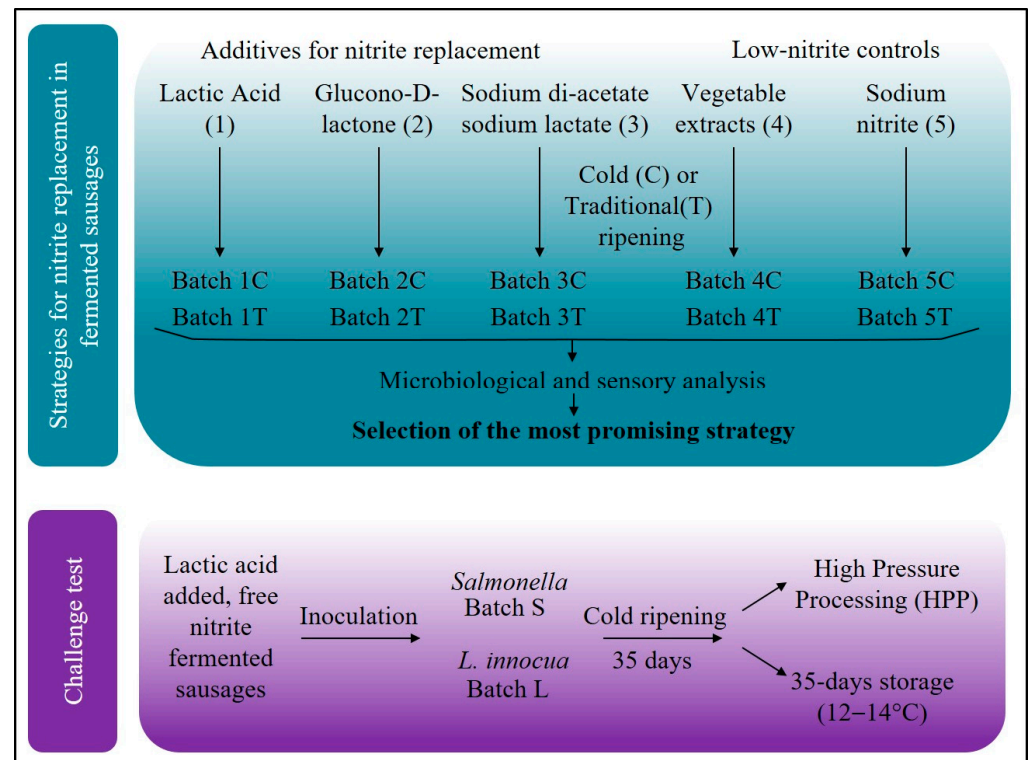 Strategies for nitrite replacement in
fermented sausages
Additives for nitrite replacement
Low-nitrite controls
Lactic Acid
(1)
Glucono-D-
lactone (2)
Sodium di-acetate
sodium lactate (3)
Vegetable
extracts (4)
Sodium
nitrite (5)
Cold (C) or
Traditional(T)
ripening
Batch 1C
Batch 1T
Batch 2C
Batch 2T
Batch 3C
Batch 3T
Batch 4C
Batch 4T
Batch 5C
Batch 5T
Microbiological and sensory analysis
Selection of the most promising strategy
Challenge test
Lactic acid
added, free
nitrite
fermented
sausages
Inoculation
Salmonella
Batch S
L. innocua
Batch L
Cold ripening
35 days
High Pressure
Processing (HPP)
35-days storage
(12–14°C)